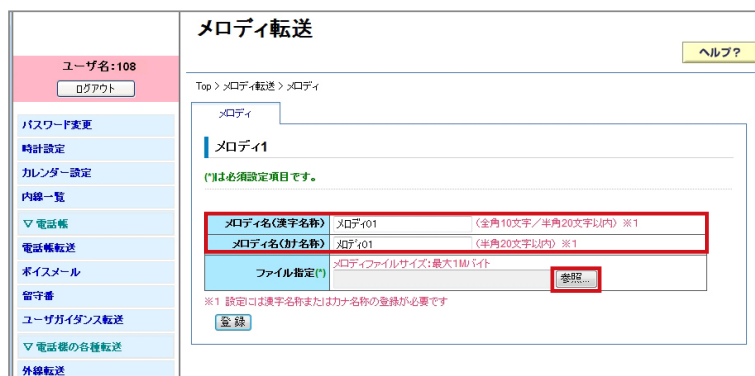 メロディ転送
ヘルプ?
ユーザ名:108
ログアウト
パスワード変更
時計設定
カレンダー設定
内線一覧
▽電話帳
電話帳転送
ボイスメール
留守番
ユーザガイダンス転送
▽電話機の各種転送
外線転送
Top > メロディ転送 > メロディ
メロディ
メロディ1
(*)は必須設定項目です。
メロディ名(漢字名称) メロディ01 (全角10文字/半角20文字以内) ※1
メロディ名(カナ名称) メロディ01 (半角20文字以内) ※1
メロディファイルサイズ:最大1Mバイト
ファイル指定(*) 参照...
※1 設定には漢字名称またはカナ名称の登録が必要です
登録